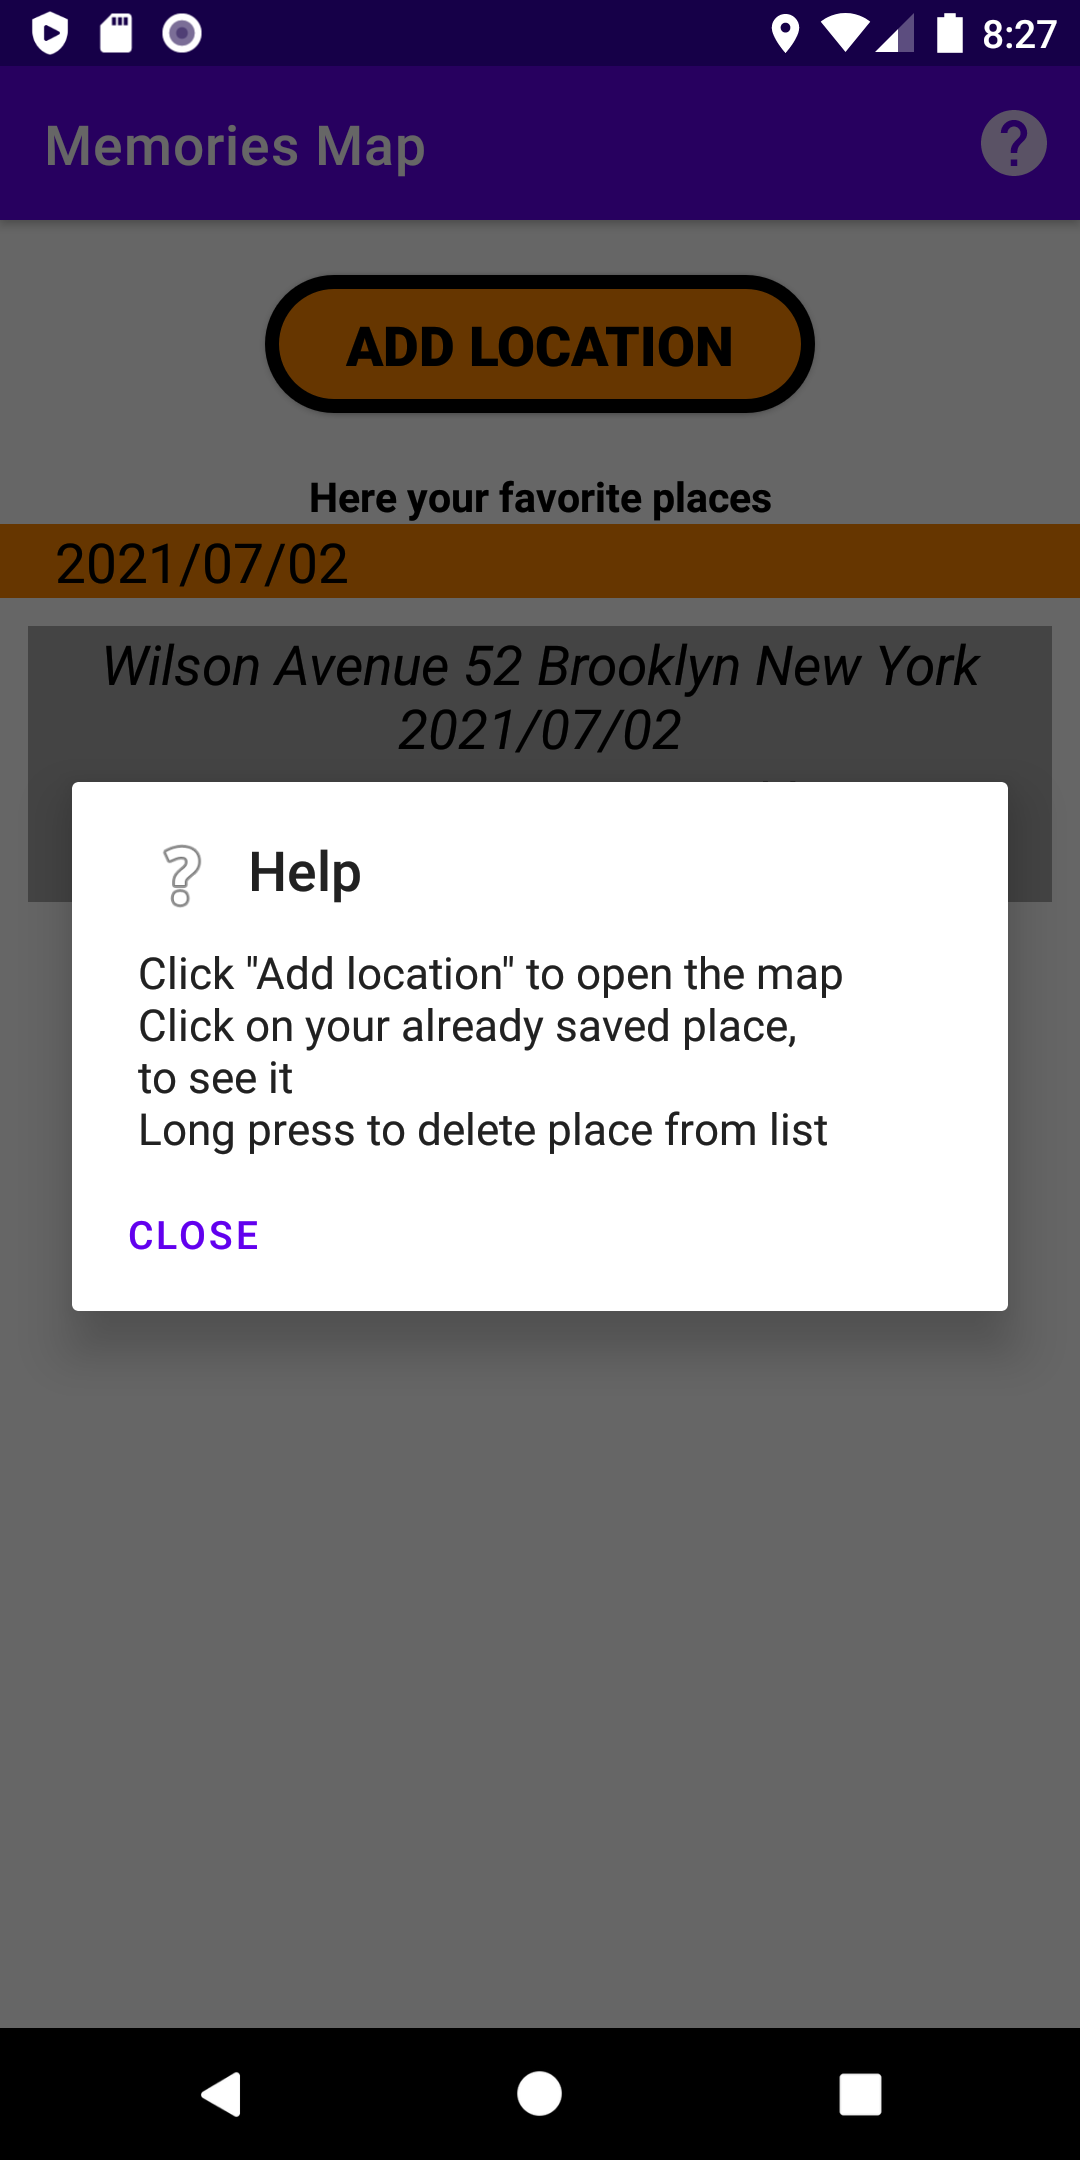 8:27
Memories Map
ADD LOCATION
Here your favorite places
2021/07/02
Wilson Avenue 52 Brooklyn New York
2021/07/02
Help
Click "Add location" to open the map
Click on your already saved place,
to see it
Long press to delete place from list
CLOSE